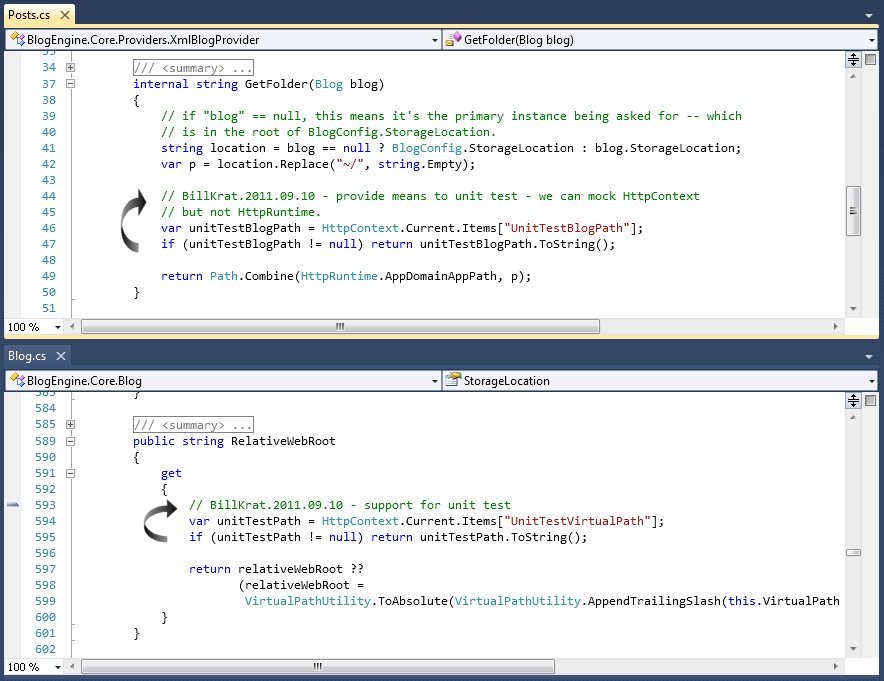 Posts.cs
BlogEngine.Core.Providers.XmlBlogProvider GetFolder(Blog blog)
34 /// <summary> ...
37 internal string GetFolder(Blog blog)
38 {
39 // if "blog" == null, this means it's the primary instance being asked for -- which
40 // is in the root of BlogConfig.StorageLocation.
41 string location = blog == null ? BlogConfig.StorageLocation : blog.StorageLocation;
42 var p = location.Replace("~/", string.Empty);
43
44 // BillKrat.2011.09.10 - provide means to unit test - we can mock HttpContext
45 // but not HttpRuntime.
46 var unitTestBlogPath = HttpContext.Current.Items["UnitTestBlogPath"];
47 if (unitTestBlogPath != null) return unitTestBlogPath.ToString();
48
49 return Path.Combine(HttpRuntime.AppDomainAppPath, p);
50 }
51
100 %
Blog.cs
BlogEngine.Core.Blog StorageLocation
583 }
584
585 /// <summary> ...
589 public string RelativeWebRoot
590 {
591 get
592 {
593 // BillKrat.2011.09.10 - support for unit test
594 var unitTestPath = HttpContext.Current.Items["UnitTestVirtualPath"];
595 if (unitTestPath != null) return unitTestPath.ToString();
596
597 return relativeWebRoot ??
598 (relativeWebRoot =
599 VirtualPathUtility.ToAbsolute(VirtualPathUtility.AppendTrailingSlash(this.VirtualPath
600 }
601 }
602
100 %